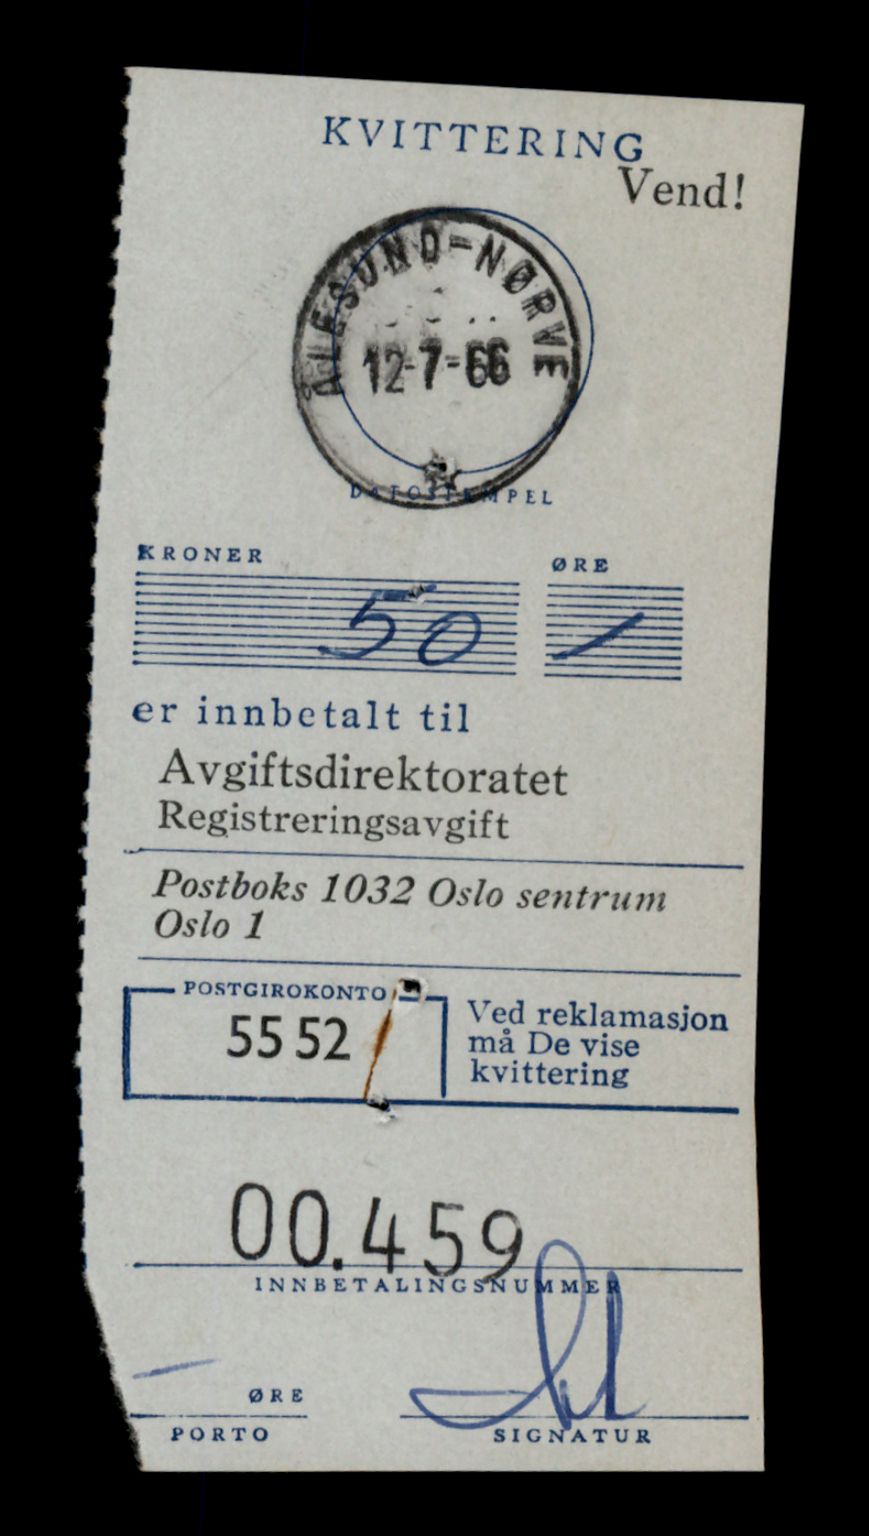 KVITTERING
Vend!
ÅLESUND-NØRVE
12-7-66
DATOSTEMPEL
KRONER ØRE
50 /
er innbetalt til
Avgiftsdirektoratet
Registreringsavgift
Postboks 1032 Oslo sentrum
Oslo 1
POSTGIROKONTO
55 52
Ved reklamasjon
må De vise
kvittering
00.459
INNBETALINGSNUMMER
ØRE
PORTO
SIGNATUR